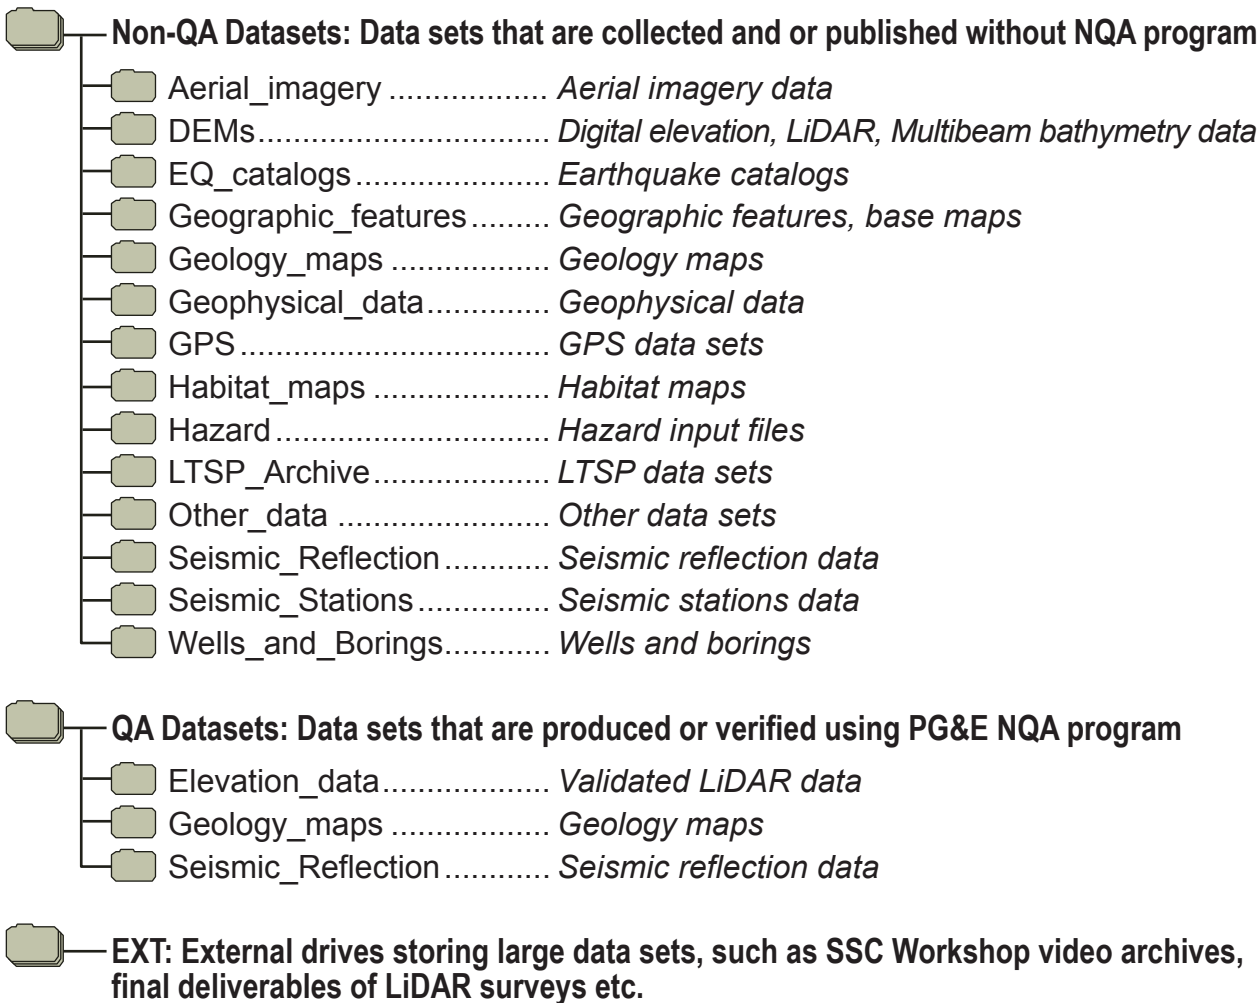 Non-QA Datasets: Data sets that are collected and or published without NQA program
Aerial_imagery .................. Aerial imagery data
DEMs................................. Digital elevation, LiDAR, Multibeam bathymetry data
EQ_catalogs...................... Earthquake catalogs
Geographic_features......... Geographic features, base maps
Geology_maps .................. Geology maps
Geophysical_data.............. Geophysical data
GPS................................... GPS data sets
Habitat_maps .................... Habitat maps
Hazard............................... Hazard input files
LTSP_Archive.................... LTSP data sets
Other_data ........................ Other data sets
Seismic_Reflection............ Seismic reflection data
Seismic_Stations............... Seismic stations data
Wells_and_Borings............ Wells and borings
QA Datasets: Data sets that are produced or verified using PG&E NQA program
Elevation_data................... Validated LiDAR data
Geology_maps .................. Geology maps
Seismic_Reflection............ Seismic reflection data
EXT: External drives storing large data sets, such as SSC Workshop video archives,
final deliverables of LiDAR surveys etc.